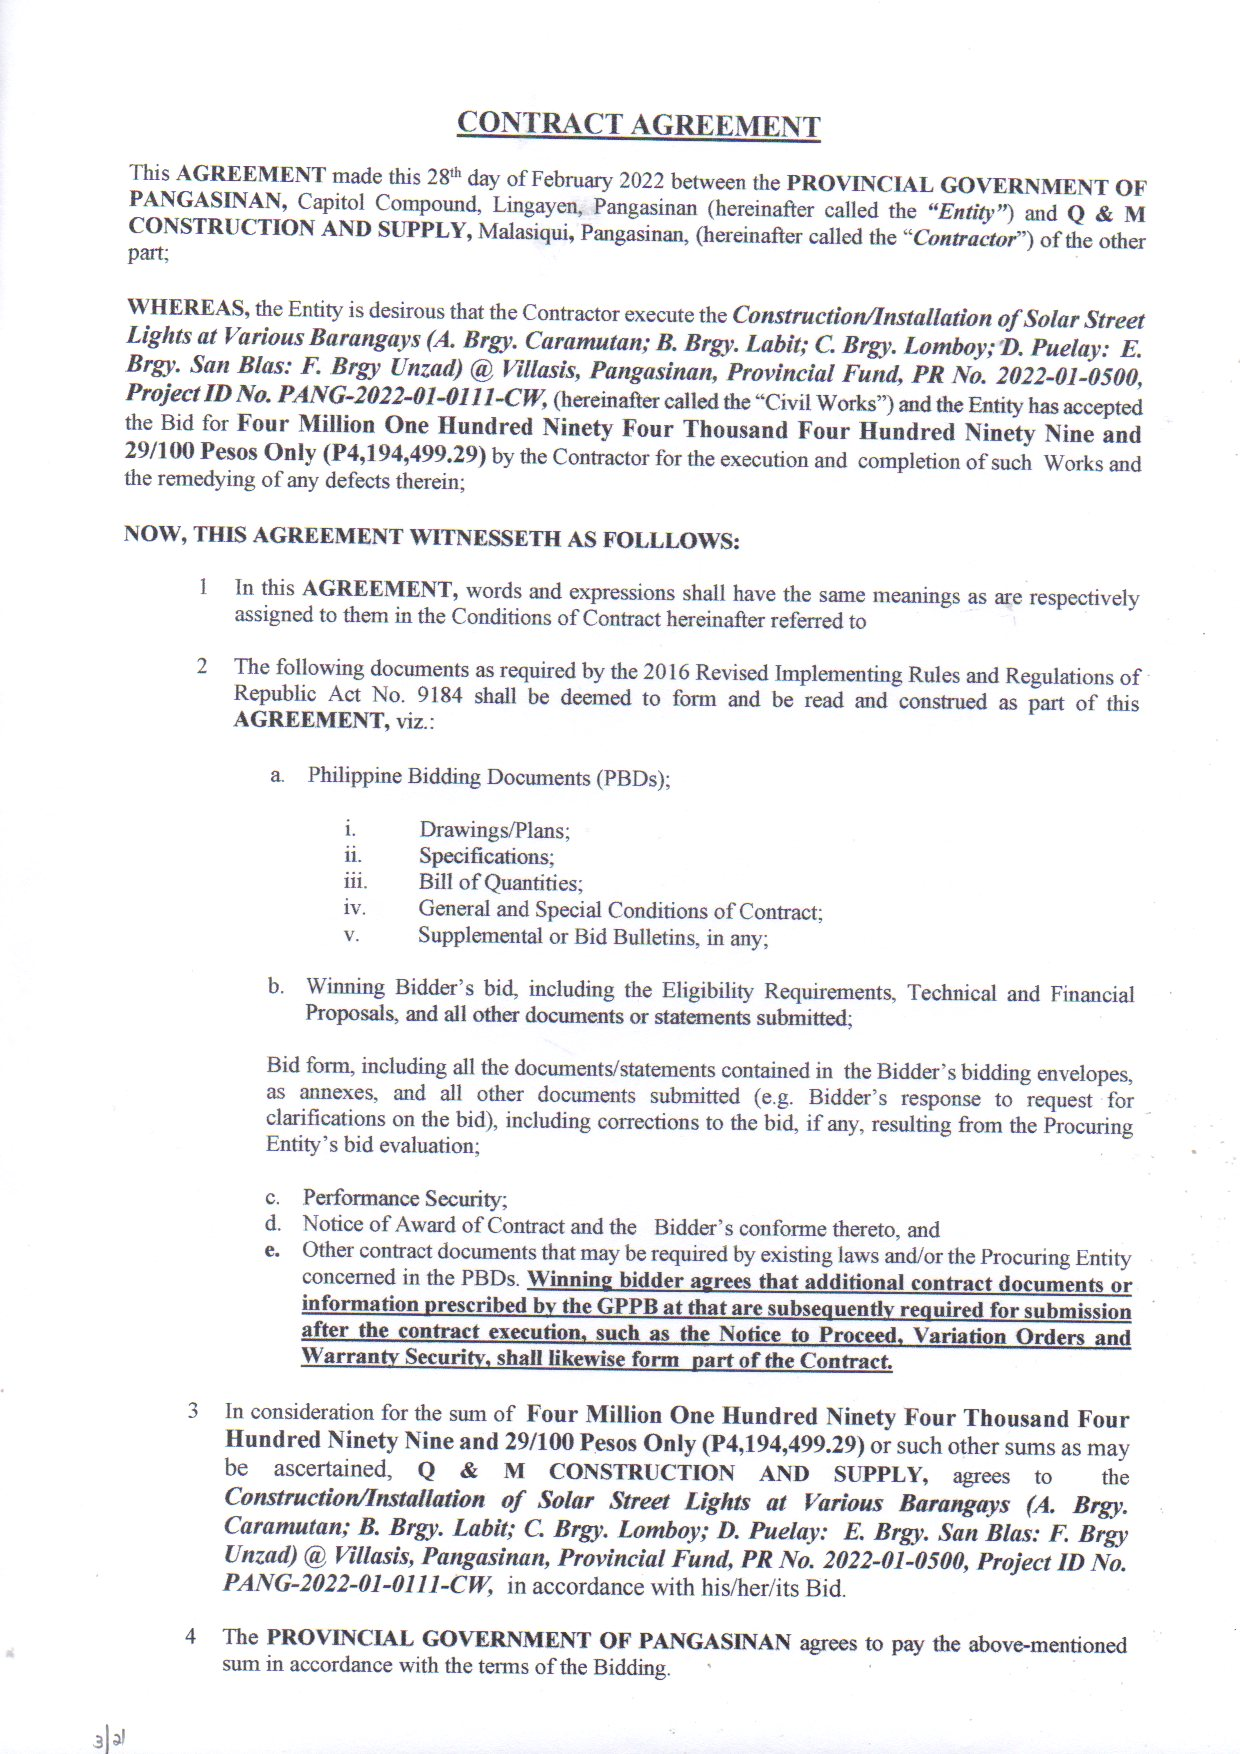 CONTRACT AGREEMENT
This AGREEMENT made this 28th day of February 2022 between the PROVINCIAL GOVERNMENT OF
PANGASINAN, Capitol Compound, Lingayen, Pangasinan (hereinafter called the “Entity”) and Q & M
CONSTRUCTION AND SUPPLY, Malasiqui, Pangasinan, (hereinafter called the “Contractor”) of the other
part;
WHEREAS, the Entity is desirous that the Contractor execute the Construction/Installation of Solar Street
Lights at Various Barangays (A. Brgy. Caramutan; B. Brgy. Labit; C. Brgy. Lomboy; D. Puelay: E.
Brgy. San Blas: F. Brgy Unzad) @ Villasis, Pangasinan, Provincial Fund, PR No. 2022-01-0500,
Project ID No. PANG-2022-01-0111-CW, (hereinafter called the “Civil Works”) and the Entity has accepted
the Bid for Four Million One Hundred Ninety Four Thousand Four Hundred Ninety Nine and
29/100 Pesos Only (P4,194,499.29) by the Contractor for the execution and completion of such Works and
the remedying of any defects therein;
NOW, THIS AGREEMENT WITNESSETH AS FOLLLOWS:
1 In this AGREEMENT, words and expressions shall have the same meanings as are respectively
assigned to them in the Conditions of Contract hereinafter referred to
2 The following documents as required by the 2016 Revised Implementing Rules and Regulations of
Republic Act No. 9184 shall be deemed to form and be read and construed as part of this
AGREEMENT, viz.:
a. Philippine Bidding Documents (PBDs);
i. Drawings/Plans;
ii. Specifications;
iii. Bill of Quantities;
iv. General and Special Conditions of Contract;
v. Supplemental or Bid Bulletins, in any;
b. Winning Bidder’s bid, including the Eligibility Requirements, Technical and Financial
Proposals, and all other documents or statements submitted;
Bid form, including all the documents/statements contained in the Bidder’s bidding envelopes,
as annexes, and all other documents submitted (e.g. Bidder’s response to request for
clarifications on the bid), including corrections to the bid, if any, resulting from the Procuring
Entity’s bid evaluation;
c. Performance Security;
d. Notice of Award of Contract and the Bidder’s conforme thereto, and
e. Other contract documents that may be required by existing laws and/or the Procuring Entity
concerned in the PBDs. Winning bidder agrees that additional contract documents or
information prescribed by the GPPB at that are subsequently required for submission
after the contract execution, such as the Notice to Proceed, Variation Orders and
Warranty Security, shall likewise form part of the Contract.
3 In consideration for the sum of Four Million One Hundred Ninety Four Thousand Four
Hundred Ninety Nine and 29/100 Pesos Only (P4,194,499.29) or such other sums as may
be ascertained, Q & M CONSTRUCTION AND SUPPLY, agrees to the
Construction/Installation of Solar Street Lights at Various Barangays (A. Brgy.
Caramutan; B. Brgy. Labit; C. Brgy. Lomboy; D. Puelay: E. Brgy. San Blas: F. Brgy
Unzad) @ Villasis, Pangasinan, Provincial Fund, PR No. 2022-01-0500, Project ID No.
PANG-2022-01-0111-CW, in accordance with his/her/its Bid.
4 The PROVINCIAL GOVERNMENT OF PANGASINAN agrees to pay the above-mentioned
sum in accordance with the terms of the Bidding.
3|21